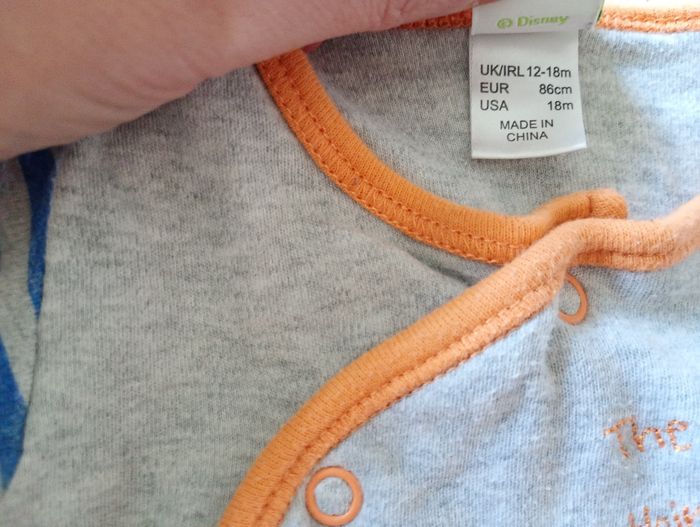 © Disney
UK/IRL 12-18m
EUR 86cm
USA 18m
MADE IN
CHINA
The